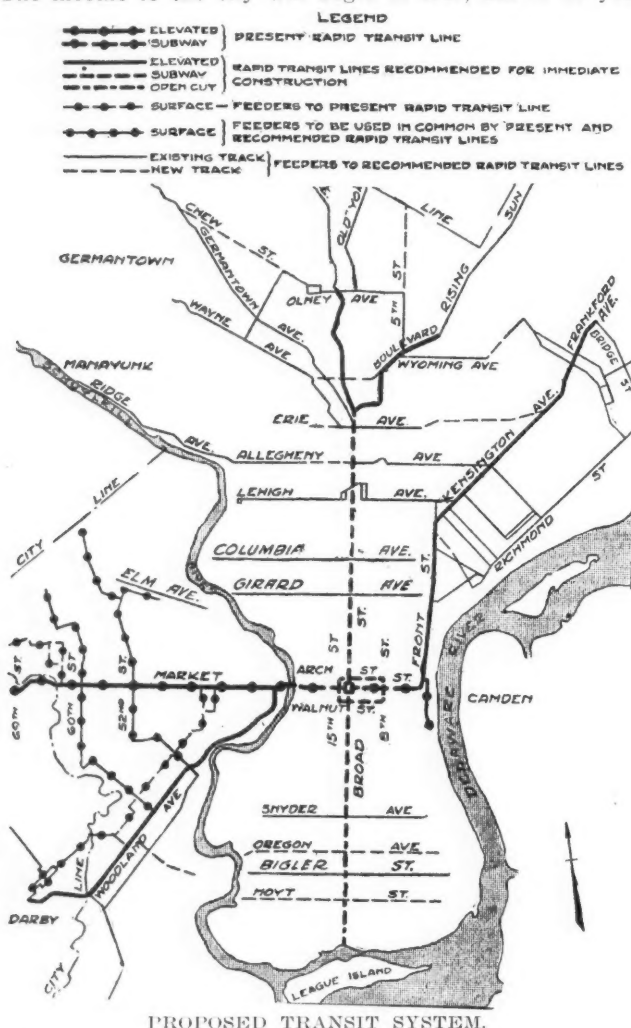 LEGEND
ELEVATED
SUBWAY
PRESENT RAPID TRANSIT LINE
ELEVATED
SUBWAY
OPEN CUT
RAPID TRANSIT LINES RECOMMENDED FOR IMMEDIATE
CONSTRUCTION
SURFACE — FEEDERS TO PRESENT RAPID TRANSIT LINE
SURFACE
FEEDERS TO BE USED IN COMMON BY PRESENT AND
RECOMMENDED RAPID TRANSIT LINES
EXISTING TRACK
NEW TRACK
FEEDERS TO RECOMMENDED RAPID TRANSIT LINES
CHEW ST.
GERMANTOWN AVE.
OLD YORK
LINE
RISING SUN
GERMANTOWN
OLNEY AVE
5TH ST.
WAYNE AVE
BOULEVARD
WYOMING AVE
FRANKFORD AVE.
BRIDGE ST
MANAYUNK
RIDGE AVE.
SCHUYLKILL
ERIE AVE.
ALLEGHENY AVE
KENSINGTON AVE.
LEHIGH AVE.
RICHMOND ST
CITY LINE
COLUMBIA AVE.
ELM AVE.
GIRARD AVE
FRONT ST.
DELAWARE RIVER
60TH ST.
52ND ST.
MARKET ST.
ARCH ST.
WALNUT ST.
15TH ST
8TH ST.
CAMDEN
BROAD ST.
69TH ST.
SNYDER AVE
WOODLAND AVE
OREGON AVE
BIGLER ST.
MOYT ST.
DARBY
CITY LINE
LEAGUE ISLAND
PROPOSED TRANSIT SYSTEM.